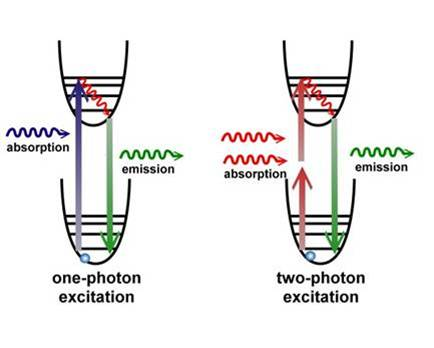 absorption
emission
one-photon
excitation
absorption
emission
two-photon
excitation